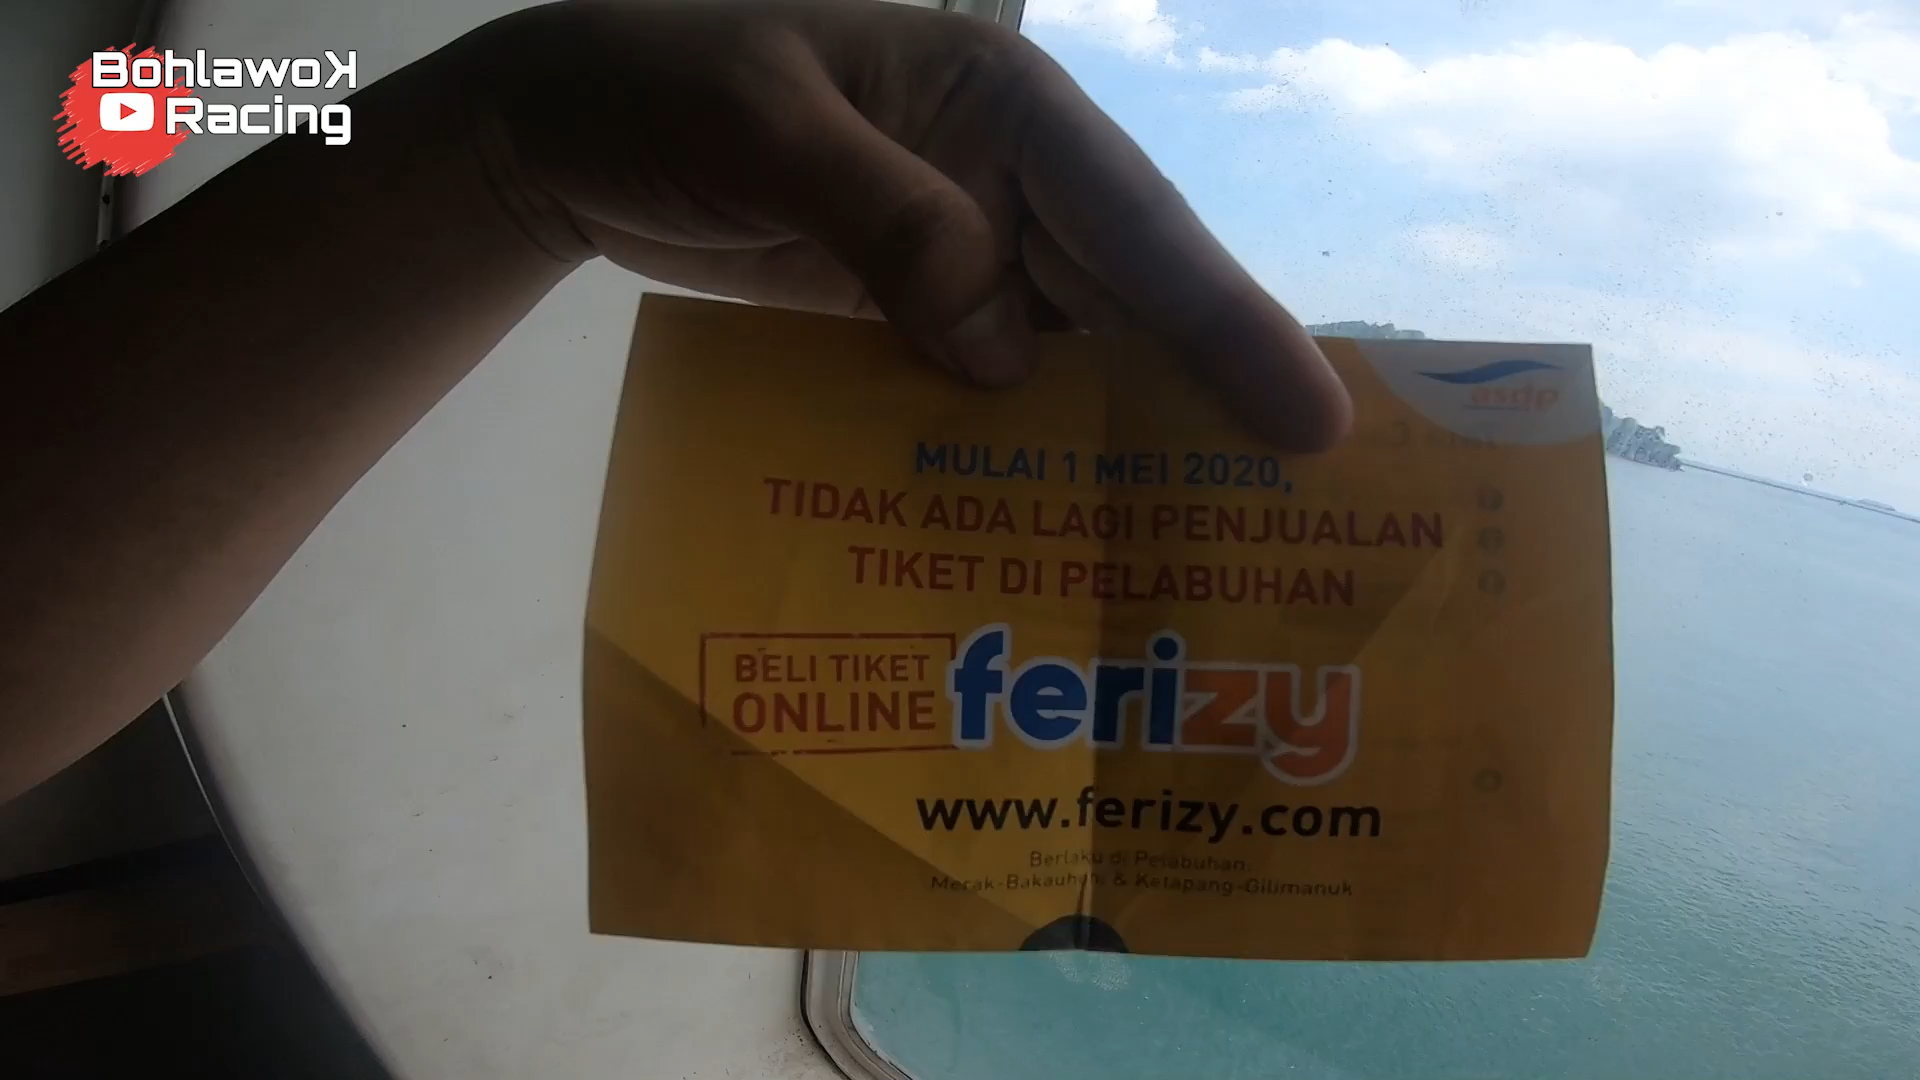 BohlawoK
Racing
asdp
MULAI 1 MEI 2020,
TIDAK ADA LAGI PENJUALAN
TIKET DI PELABUHAN
BELI TIKET
ONLINE
ferizy
www.ferizy.com
Berlaku di Pelabuhan:
Merak-Bakauheni & Ketapang-Gilimanuk